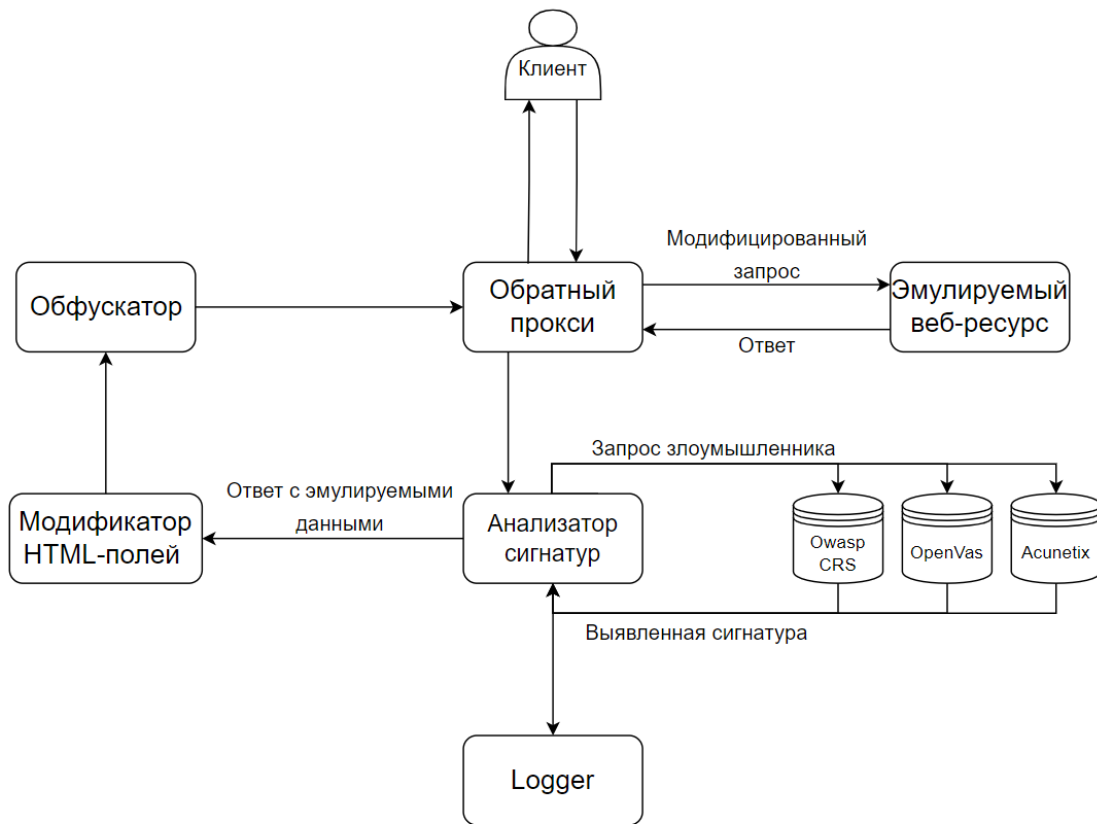 Клиент
Модифицированный
запрос
Обфускатор
Обратный
прокси
Эмулируемый
веб-ресурс
Ответ
Запрос злоумышленника
Ответ с эмулируемыми
данными
Модификатор
HTML-полей
Анализатор
сигнатур
Owasp
CRS
OpenVas
Acunetix
Выявленная сигнатура
Logger